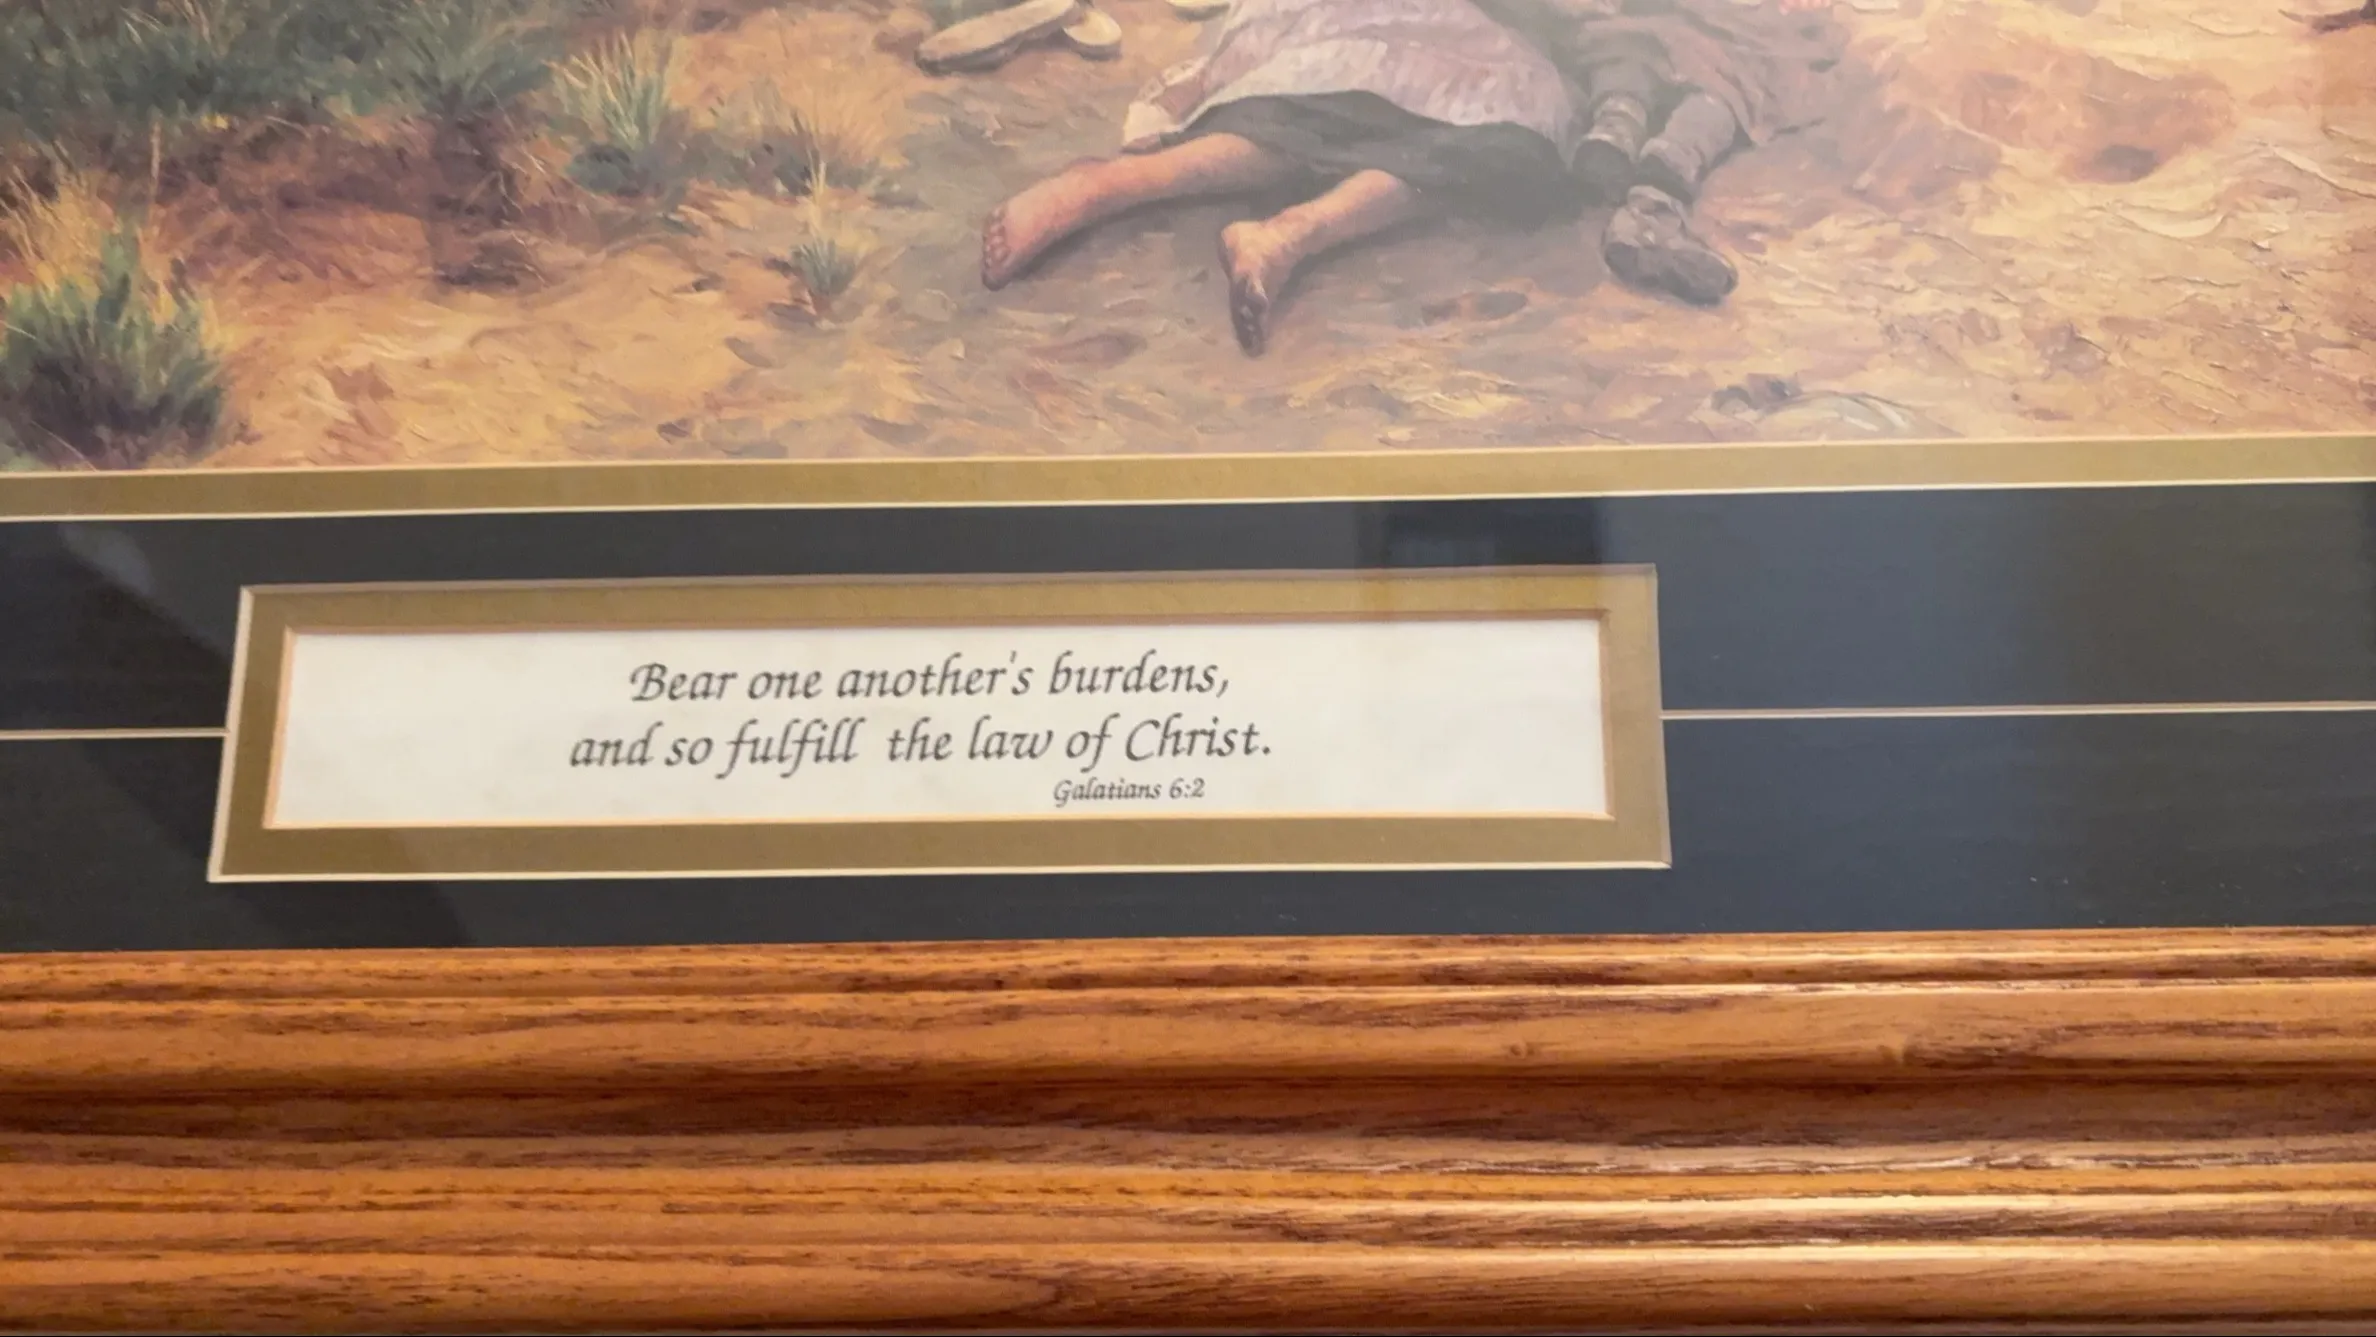 Bear one another's burdens,
and so fulfill the law of Christ.
Galatians 6:2